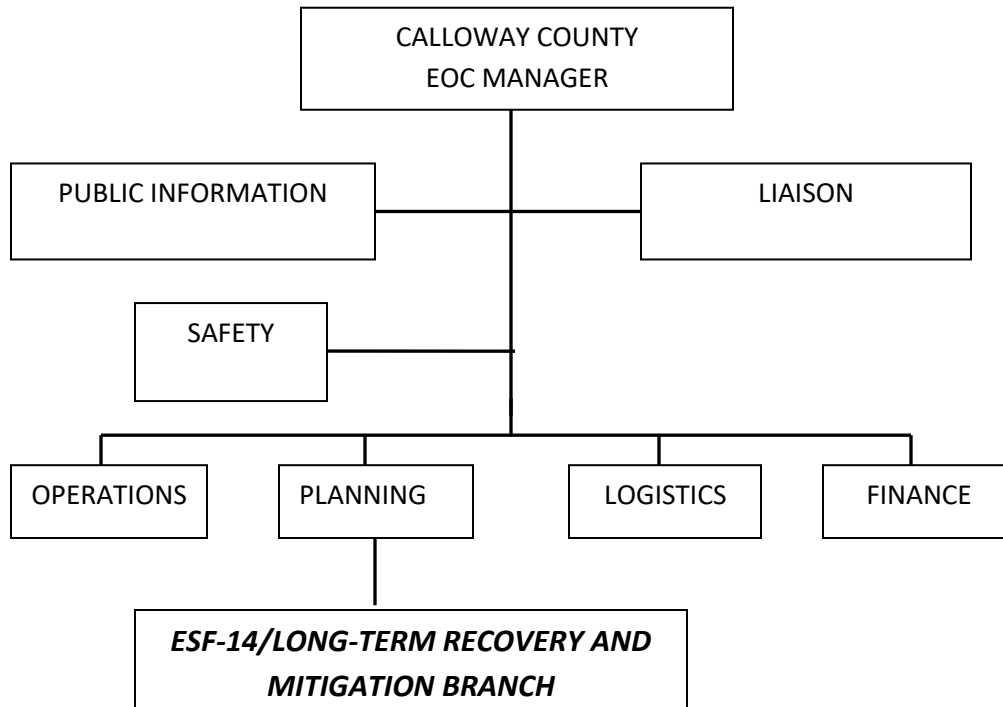 CALLOWAY COUNTY
EOC MANAGER
PUBLIC INFORMATION
LIAISON
SAFETY
OPERATIONS
PLANNING
LOGISTICS
FINANCE
ESF-14/LONG-TERM RECOVERY AND
MITIGATION BRANCH